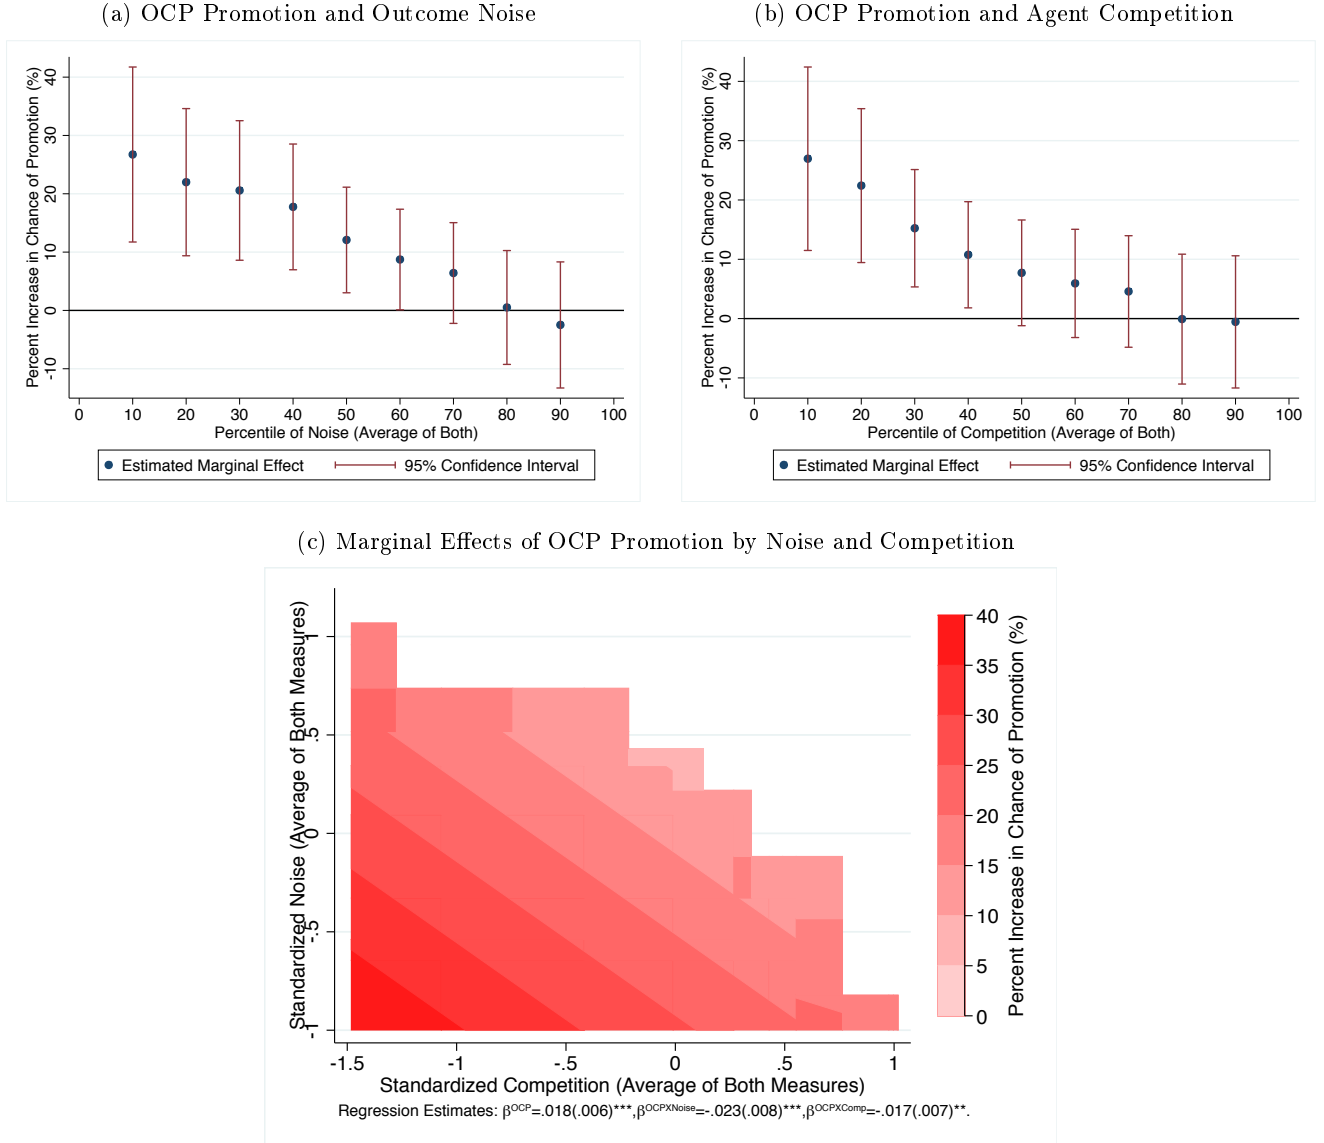 (a) OCP Promotion and Outcome Noise
Percent Increase in Chance of Promotion (%)
40
30
20
10
0
-10
0 10 20 30 40 50 60 70 80 90 100
Percentile of Noise (Average of Both)
Estimated Marginal Effect 95% Confidence Interval
(b) OCP Promotion and Agent Competition
Percent Increase in Chance of Promotion (%)
40
30
20
10
0
-10
0 10 20 30 40 50 60 70 80 90 100
Percentile of Competition (Average of Both)
Estimated Marginal Effect 95% Confidence Interval
(c) Marginal Effects of OCP Promotion by Noise and Competition
Standardized Noise (Average of Both Measures)
1
.5
0
-.5
-1
-1.5 -1 -.5 0 .5 1
Standardized Competition (Average of Both Measures)
40
35
30
25
20
15
10
5
0
Percent Increase in Chance of Promotion (%)
Regression Estimates: β^OCP=.018(.006)***,β^OCPXNoise=-.023(.008)***,β^OCPXComp=-.017(.007)**.